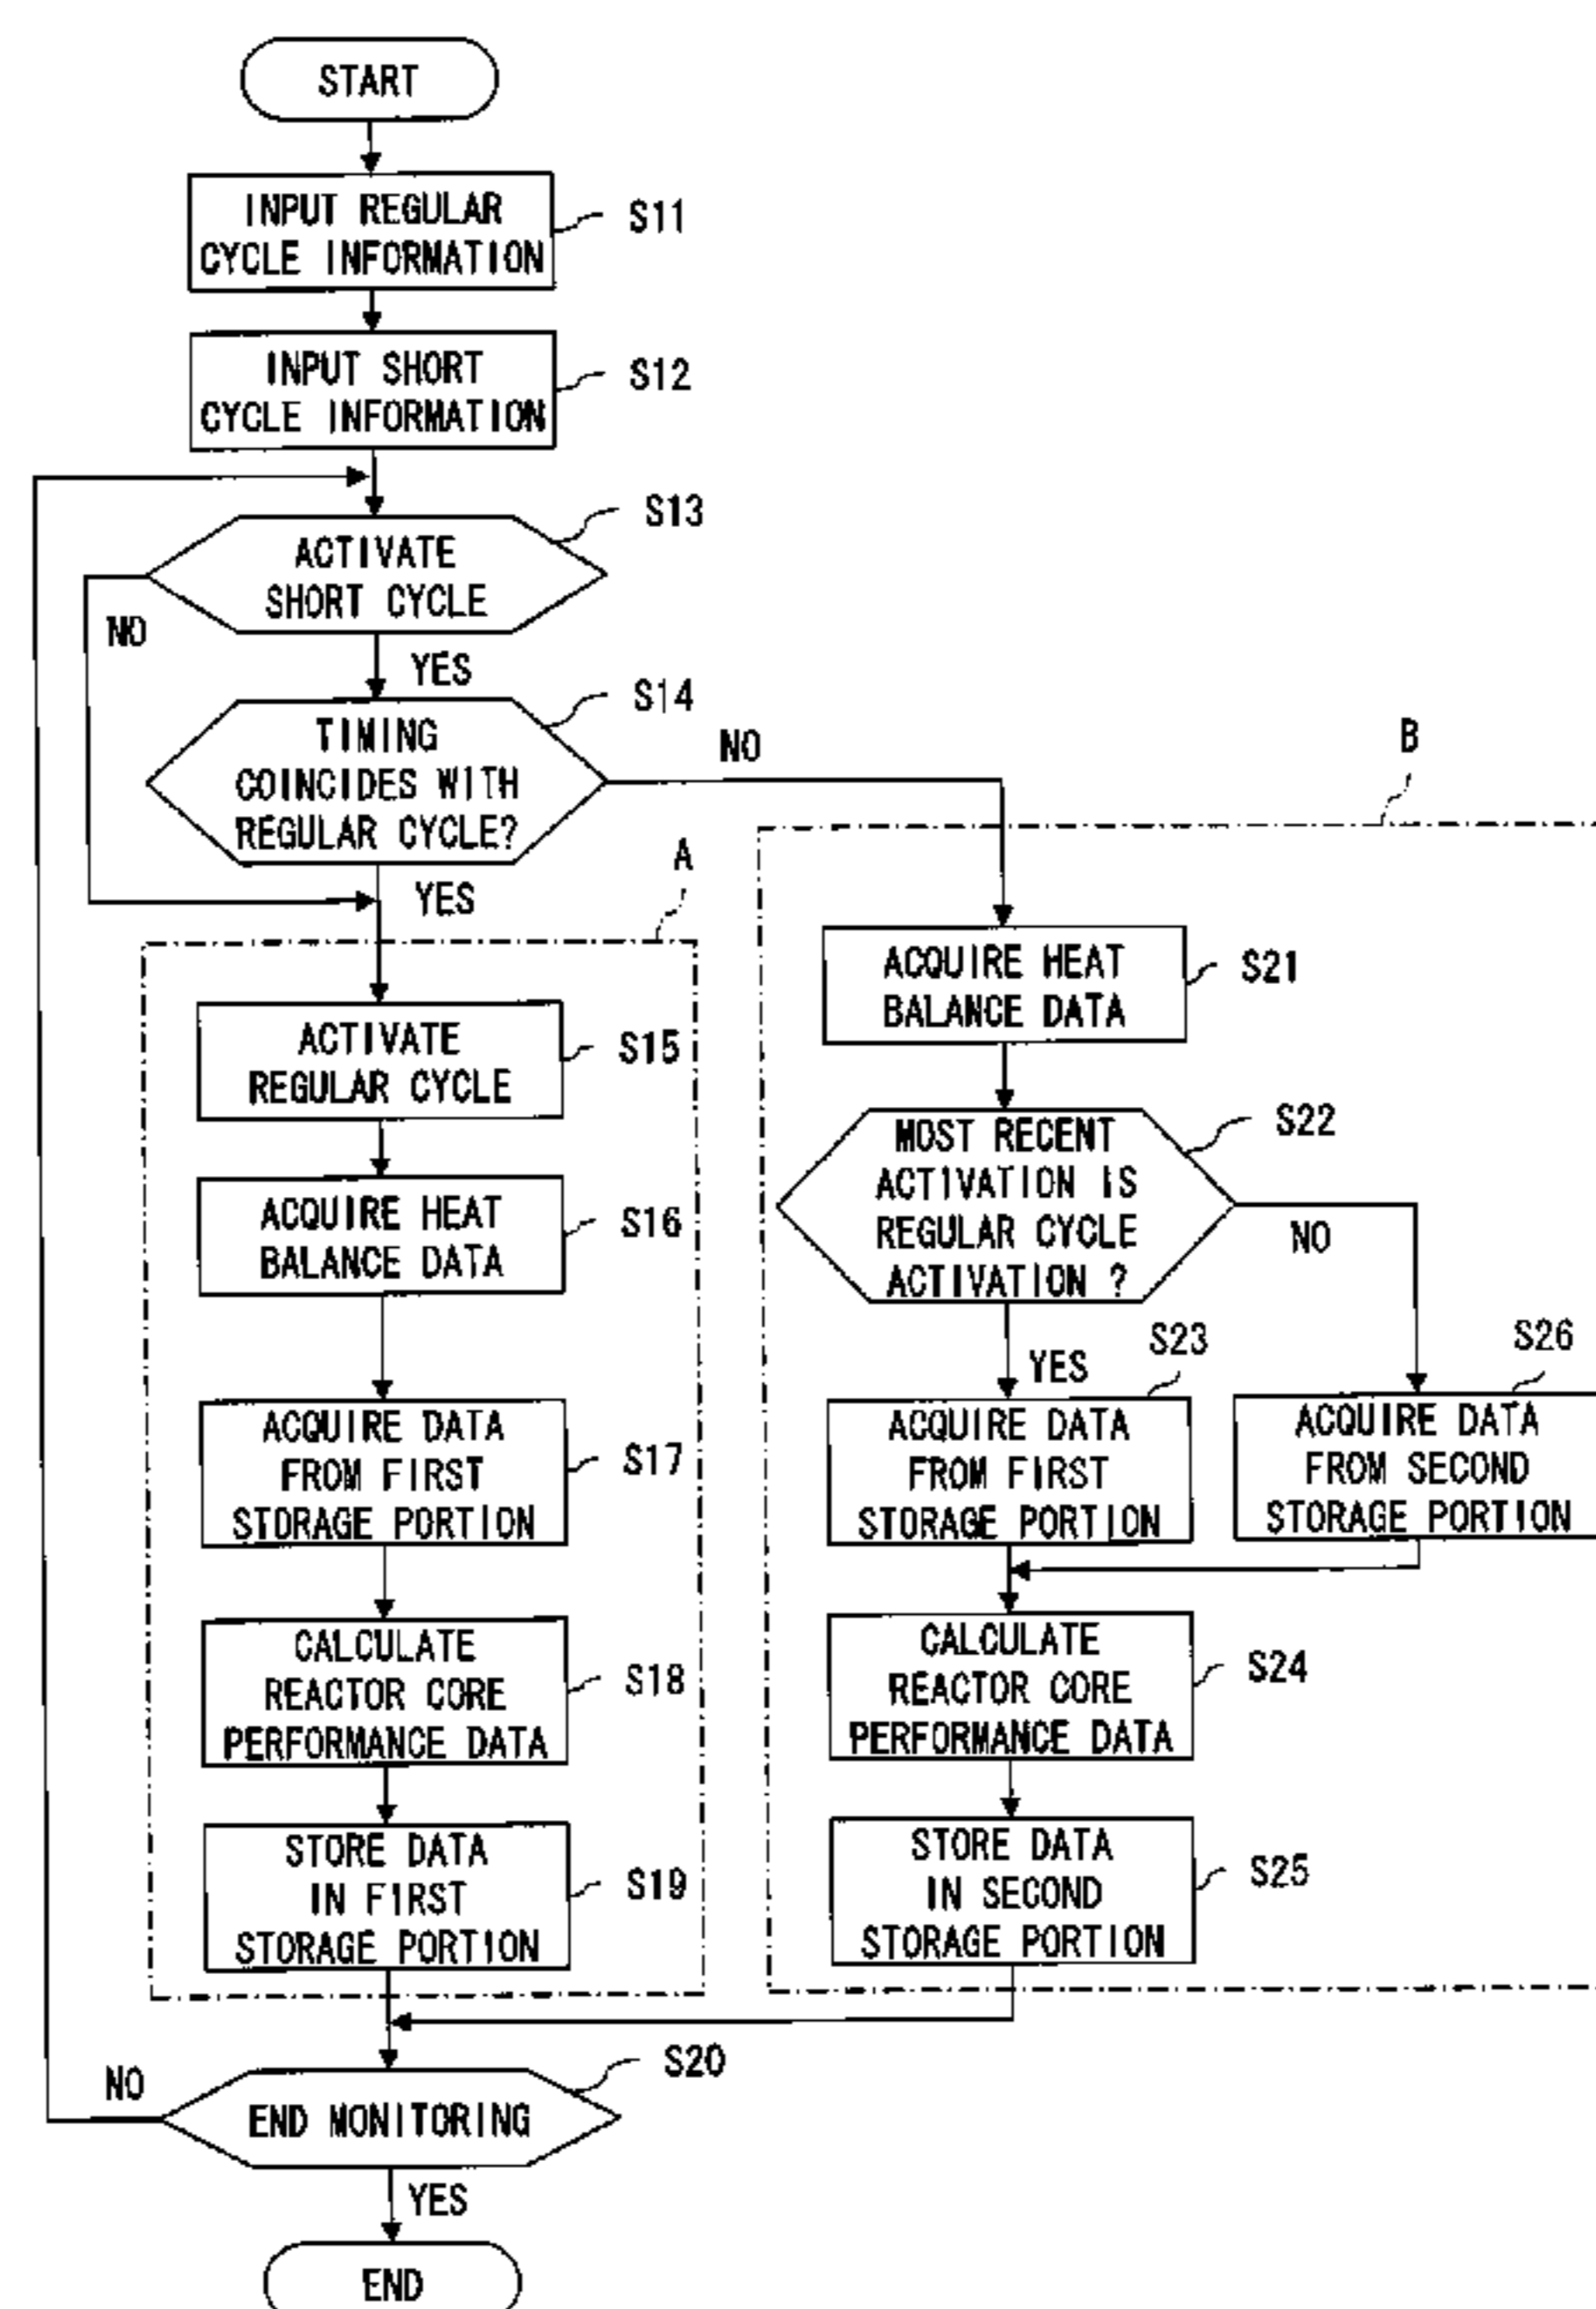 START
INPUT REGULAR
CYCLE INFORMATION
S11
INPUT SHORT
CYCLE INFORMATION
S12
S13
ACTIVATE
SHORT CYCLE
NO
YES
S14
TIMING
COINCIDES WITH
REGULAR CYCLE?
NO
YES
A
ACTIVATE
REGULAR CYCLE
S15
ACQUIRE HEAT
BALANCE DATA
S16
ACQUIRE DATA
FROM FIRST
STORAGE PORTION
S17
CALCULATE
REACTOR CORE
PERFORMANCE DATA
S18
STORE DATA
IN FIRST
STORAGE PORTION
S19
B
ACQUIRE HEAT
BALANCE DATA
S21
S22
MOST RECENT
ACTIVATION IS
REGULAR CYCLE
ACTIVATION ?
NO
YES
S23
ACQUIRE DATA
FROM FIRST
STORAGE PORTION
S26
ACQUIRE DATA
FROM SECOND
STORAGE PORTION
CALCULATE
REACTOR CORE
PERFORMANCE DATA
S24
STORE DATA
IN SECOND
STORAGE PORTION
S25
S20
NO
END MONITORING
YES
END